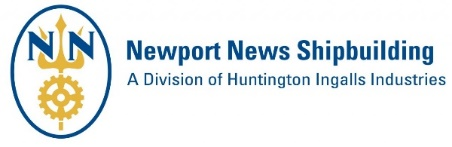 NN
Newport News Shipbuilding
A Division of Huntington Ingalls Industries